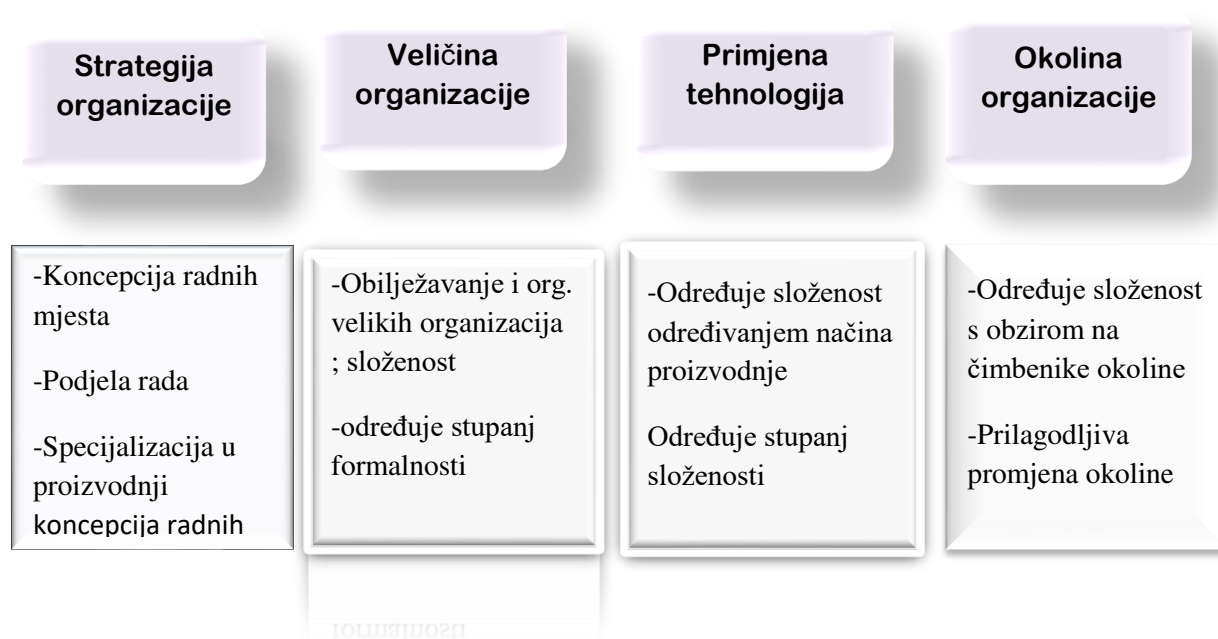 Strategija
organizacije
Veličina
organizacije
Primjena
tehnologija
Okolina
organizacije
-Koncepcija radnih
mjesta
-Podjela rada
-Specijalizacija u
proizvodnji
koncepcija radnih
-Obilježavanje i org.
velikih organizacija
; složenost
-određuje stupanj
formalnosti
-Određuje složenost
određivanjem načina
proizvodnje
Određuje stupanj
složenosti
-Određuje složenost
s obzirom na
čimbenike okoline
-Prilagodljiva
promjena okoline